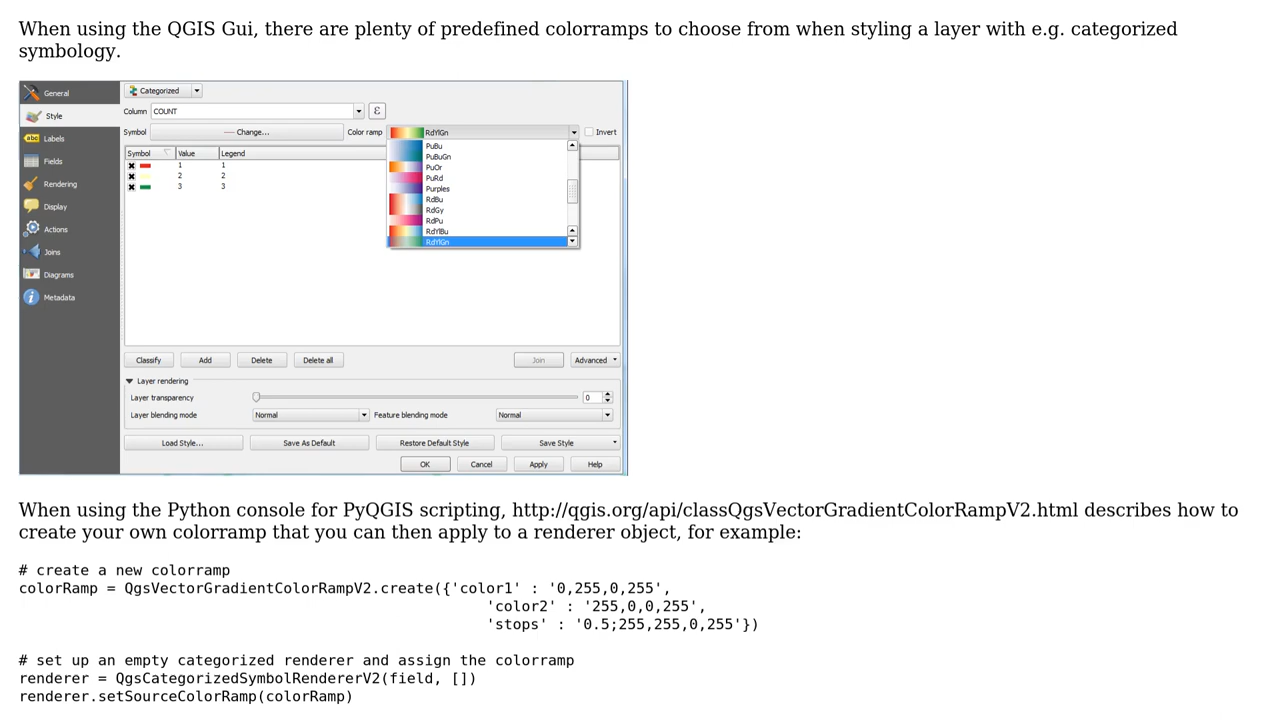 When using the QGIS Gui, there are plenty of predefined colorramps to choose from when styling a layer with e.g. categorized
symbology.
General
Style
Labels
Fields
Rendering
Display
Actions
Joins
Diagrams
Metadata
Categorized
Column COUNT ε
Symbol Change... Color ramp RdYlGn Invert
Symbol Value Legend
1 1
2 2
3 3
PuBu
PuBuGn
PuOr
PuRd
Purples
RdBu
RdGy
RdPu
RdYlBu
RdYlGn
Classify Add Delete Delete all Join Advanced
Layer rendering
Layer transparency 0
Layer blending mode Normal Feature blending mode Normal
Load Style... Save As Default Restore Default Style Save Style
OK Cancel Apply Help
When using the Python console for PyQGIS scripting, http://qgis.org/api/classQgsVectorGradientColorRampV2.html describes how to
create your own colorramp that you can then apply to a renderer object, for example:
# create a new colorramp
colorRamp = QgsVectorGradientColorRampV2.create({'color1' : '0,255,0,255',
'color2' : '255,0,0,255',
'stops' : '0.5;255,255,0,255'})
# set up an empty categorized renderer and assign the colorramp
renderer = QgsCategorizedSymbolRendererV2(field, [])
renderer.setSourceColorRamp(colorRamp)